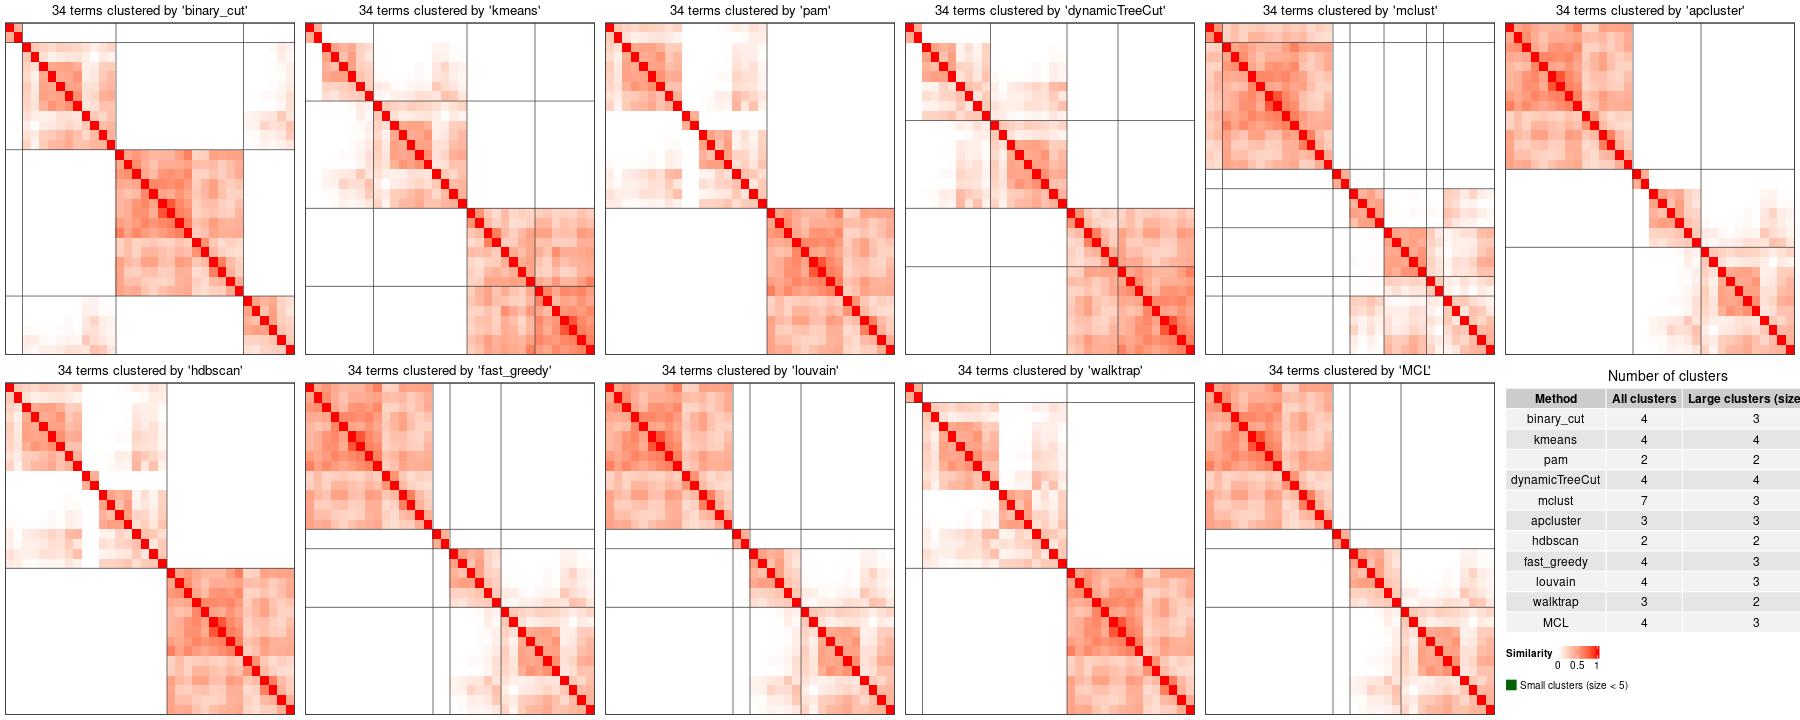 34 terms clustered by 'binary_cut'
34 terms clustered by 'kmeans'
34 terms clustered by 'pam'
34 terms clustered by 'dynamicTreeCut'
34 terms clustered by 'mclust'
34 terms clustered by 'apcluster'
34 terms clustered by 'hdbscan'
34 terms clustered by 'fast_greedy'
34 terms clustered by 'louvain'
34 terms clustered by 'walktrap'
34 terms clustered by 'MCL'
Number of clusters
Method All clusters Large clusters (size
binary_cut 4 3
kmeans 4 4
pam 2 2
dynamicTreeCut 4 4
mclust 7 3
apcluster 3 3
hdbscan 2 2
fast_greedy 4 3
louvain 4 3
walktrap 3 2
MCL 4 3
Similarity
0 0.5 1
Small clusters (size < 5)